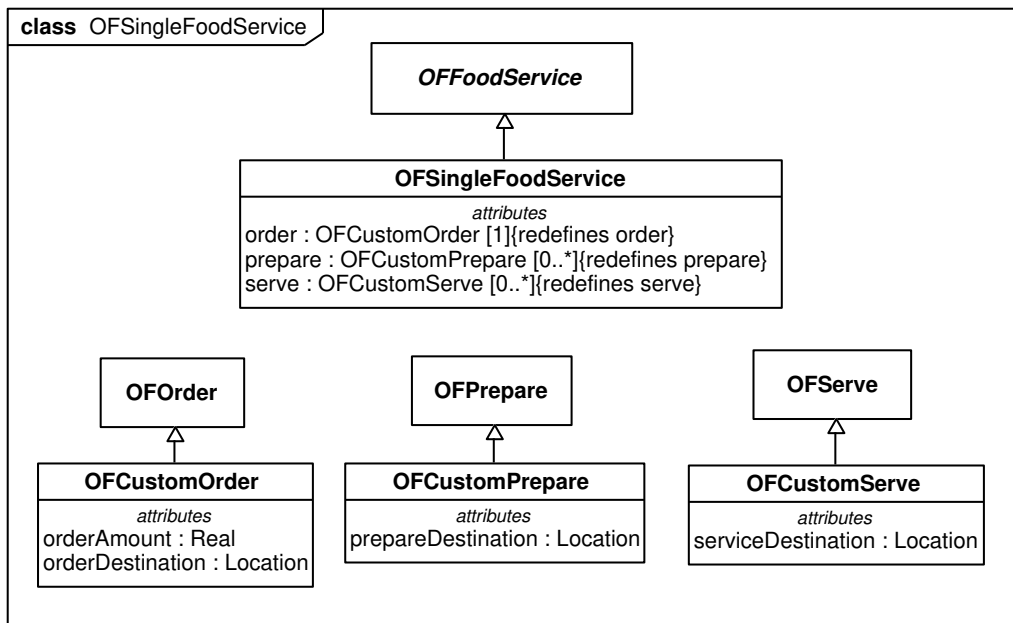 class OFSingleFoodService
OFFoodService
OFSingleFoodService
attributes
order : OFCustomOrder [1]{redefines order}
prepare : OFCustomPrepare [0..*]{redefines prepare}
serve : OFCustomServe [0..*]{redefines serve}
OFOrder
OFPrepare
OFServe
OFCustomOrder
attributes
orderAmount : Real
orderDestination : Location
OFCustomPrepare
attributes
prepareDestination : Location
OFCustomServe
attributes
serviceDestination : Location